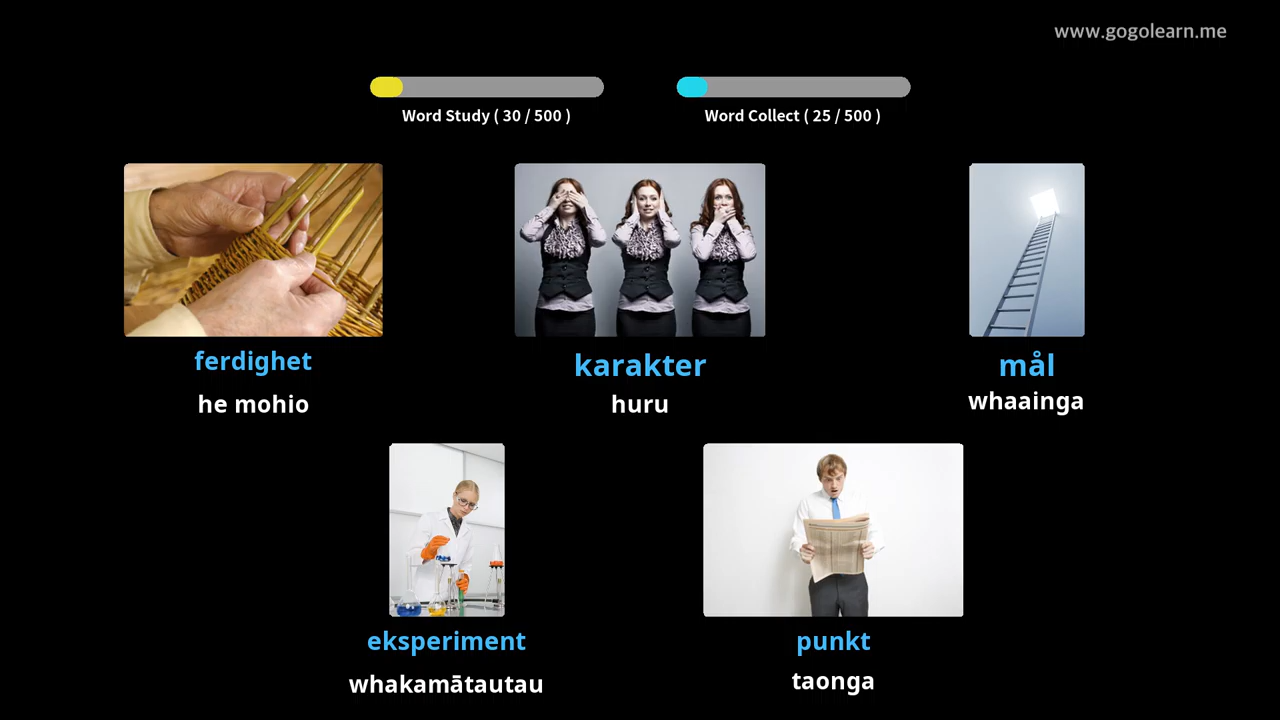 www.gogolearn.me
Word Study ( 30 / 500 )
Word Collect ( 25 / 500 )
ferdighet
he mohio
karakter
huru
mål
whaainga
eksperiment
whakamātautau
punkt
taonga